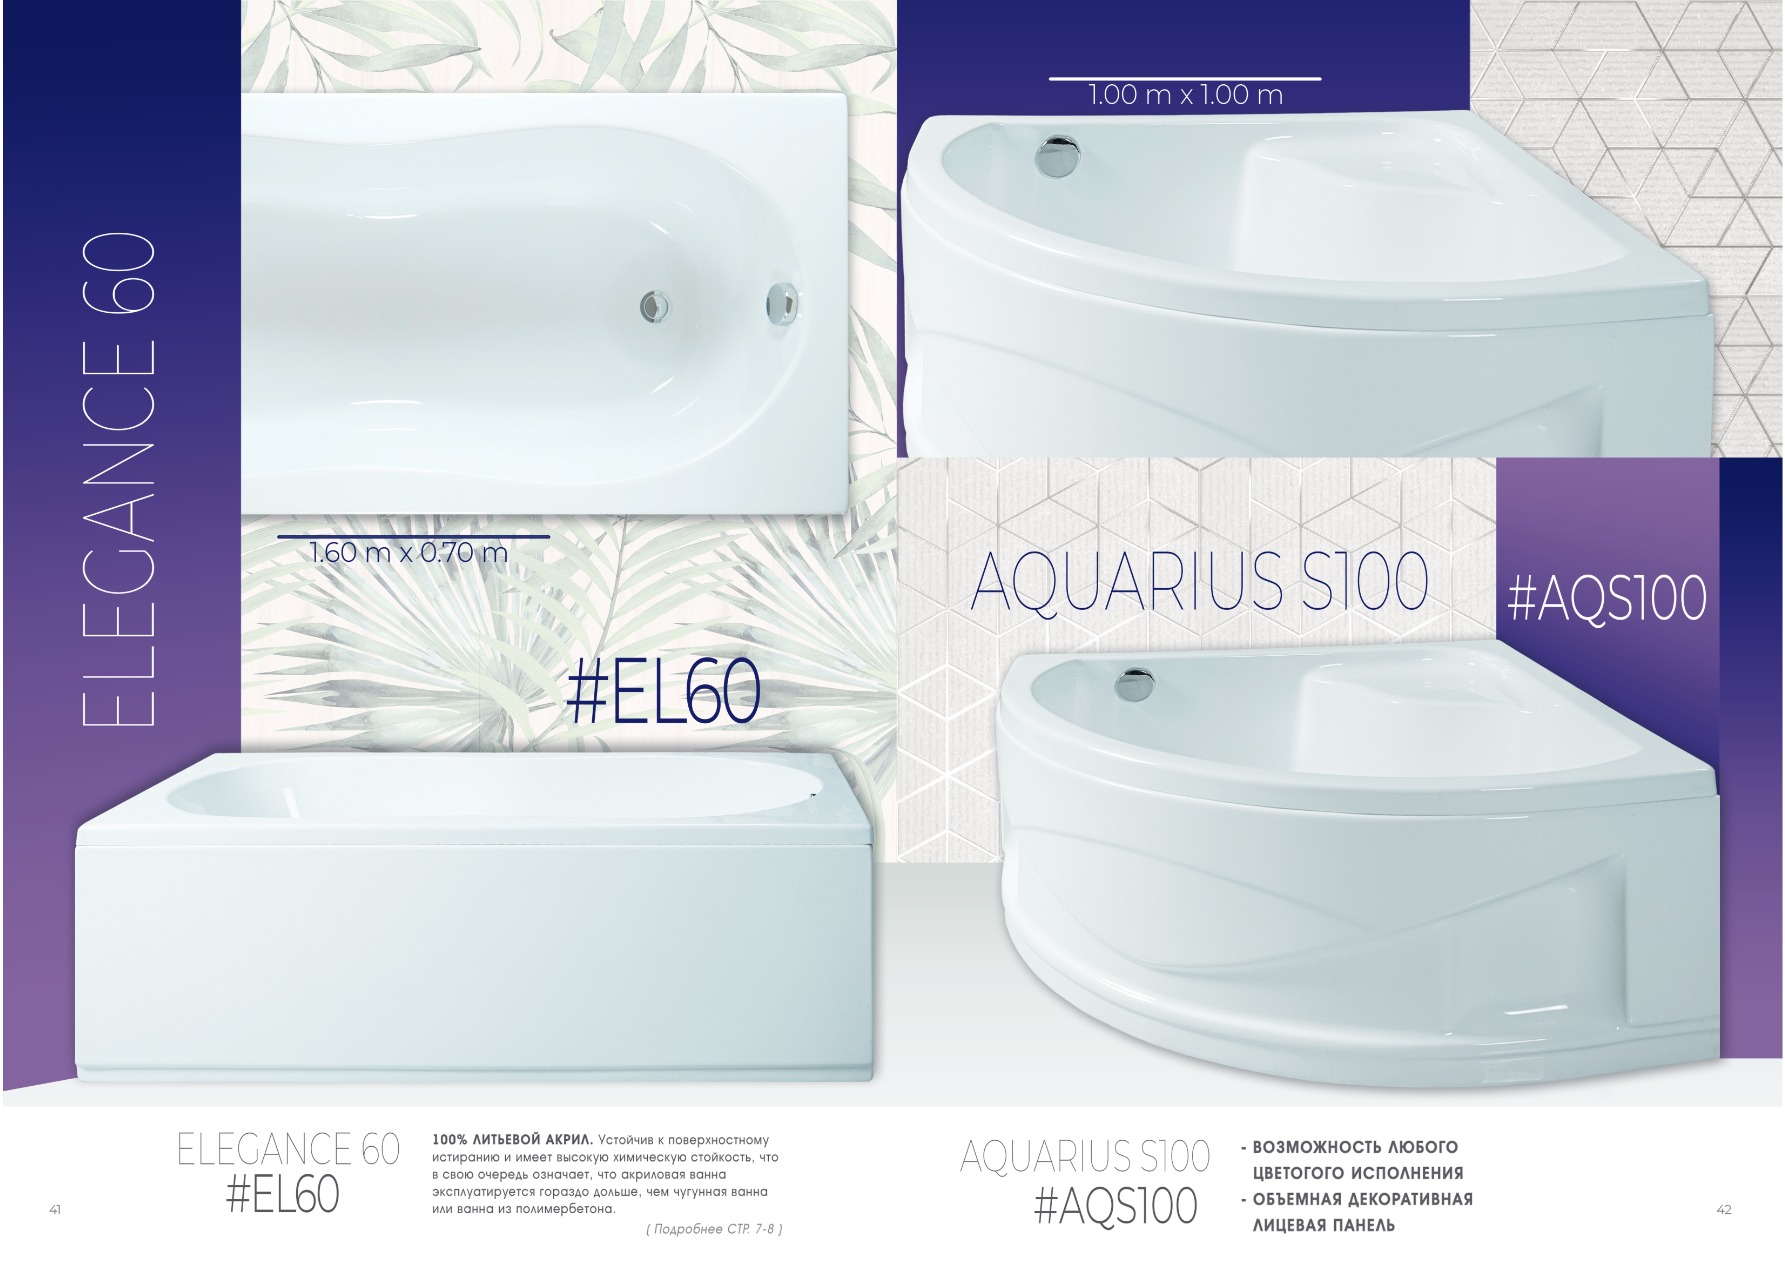 ELEGANCE 60
1.60 m x 0.70 m
#EL60
ELEGANCE 60
#EL60
100% ЛИТЬЕВОЙ АКРИЛ. Устойчив к поверхностному
истиранию и имеет высокую химическую стойкость, что
в свою очередь означает, что акриловая ванна
эксплуатируется гораздо дольше, чем чугунная ванна
или ванна из полимербетона.
( Подробнее СТР. 7-8 )
41
1.00 m x 1.00 m
AQUARIUS S100
#AQS100
AQUARIUS S100
#AQS100
- ВОЗМОЖНОСТЬ ЛЮБОГО
ЦВЕТОГОГО ИСПОЛНЕНИЯ
- ОБЪЕМНАЯ ДЕКОРАТИВНАЯ
ЛИЦЕВАЯ ПАНЕЛЬ
42